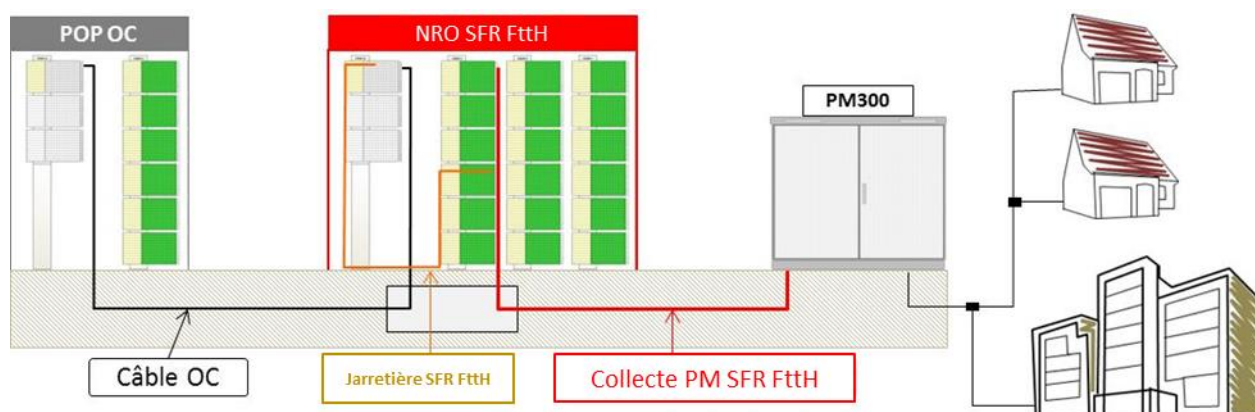 POP OC
NRO SFR FttH
PM300
Câble OC
Jarretière SFR FttH
Collecte PM SFR FttH